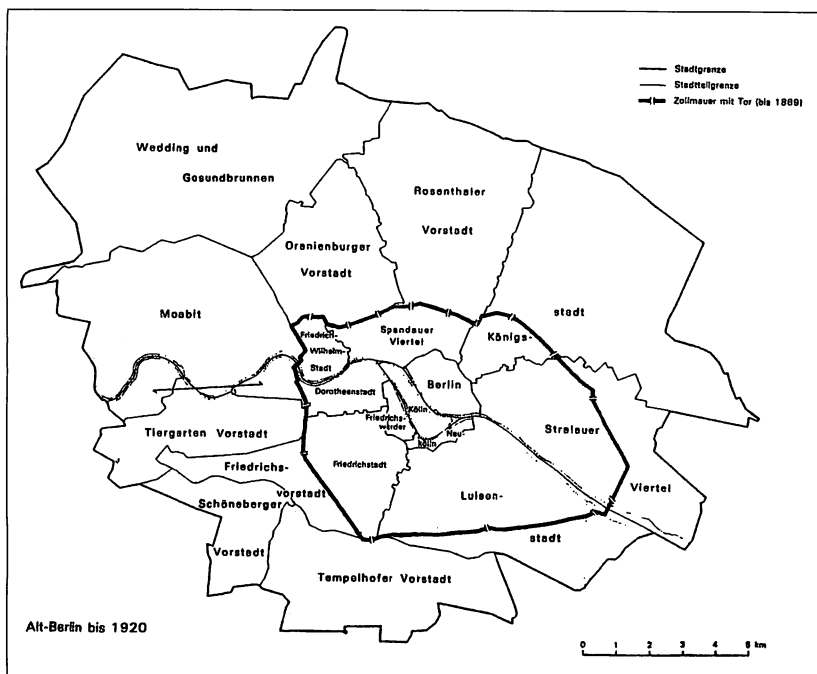 Stadtgrenze
Stadtteilgrenze
Zollmauer mit Tor (bis 1869)
Wedding und
Gesundbrunnen
Rosenthaler
Vorstadt
Oranienburger
Vorstadt
Moabit
stadt
Königs-
Spandauer
Viertel
Friedrich-
Wilhelm-
Stadt
Dorotheenstadt
Berlin
Kölln
Friedrichs-
werder
Neu-
kölln
Stralauer
Viertel
Tiergarten Vorstadt
Friedrichs-
vorstadt
Friedrichstadt
Luisen-
stadt
Schöneberger
Vorstadt
Tempelhofer Vorstadt
Alt-Berlin bis 1920
0 1 2 3 4 5 km